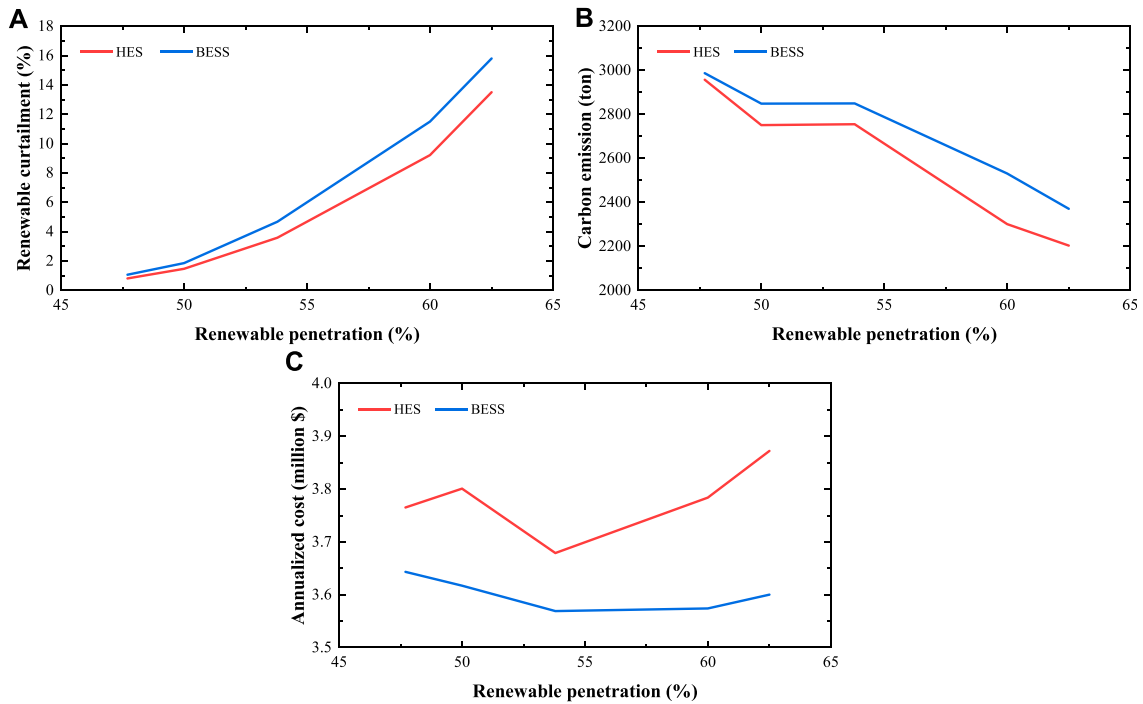 A
HES BESS
Renewable curtailment (%)
18
16
14
12
10
8
6
4
2
0
45 50 55 60 65
Renewable penetration (%)
B
HES BESS
Carbon emission (ton)
3200
3000
2800
2600
2400
2200
2000
45 50 55 60 65
Renewable penetration (%)
C
HES BESS
Annualized cost (million $)
4.0
3.9
3.8
3.7
3.6
3.5
45 50 55 60 65
Renewable penetration (%)